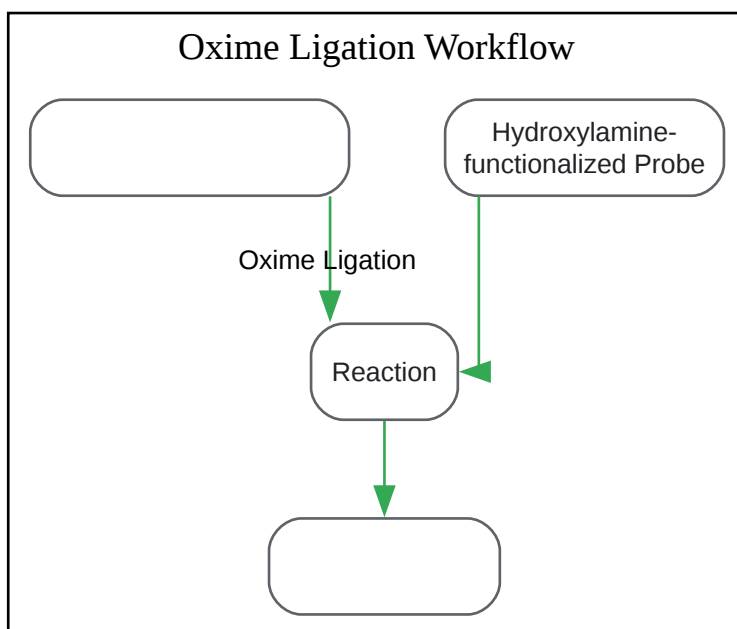 Oxime Ligation Workflow
Hydroxylamine-
functionalized Probe
Oxime Ligation
Reaction